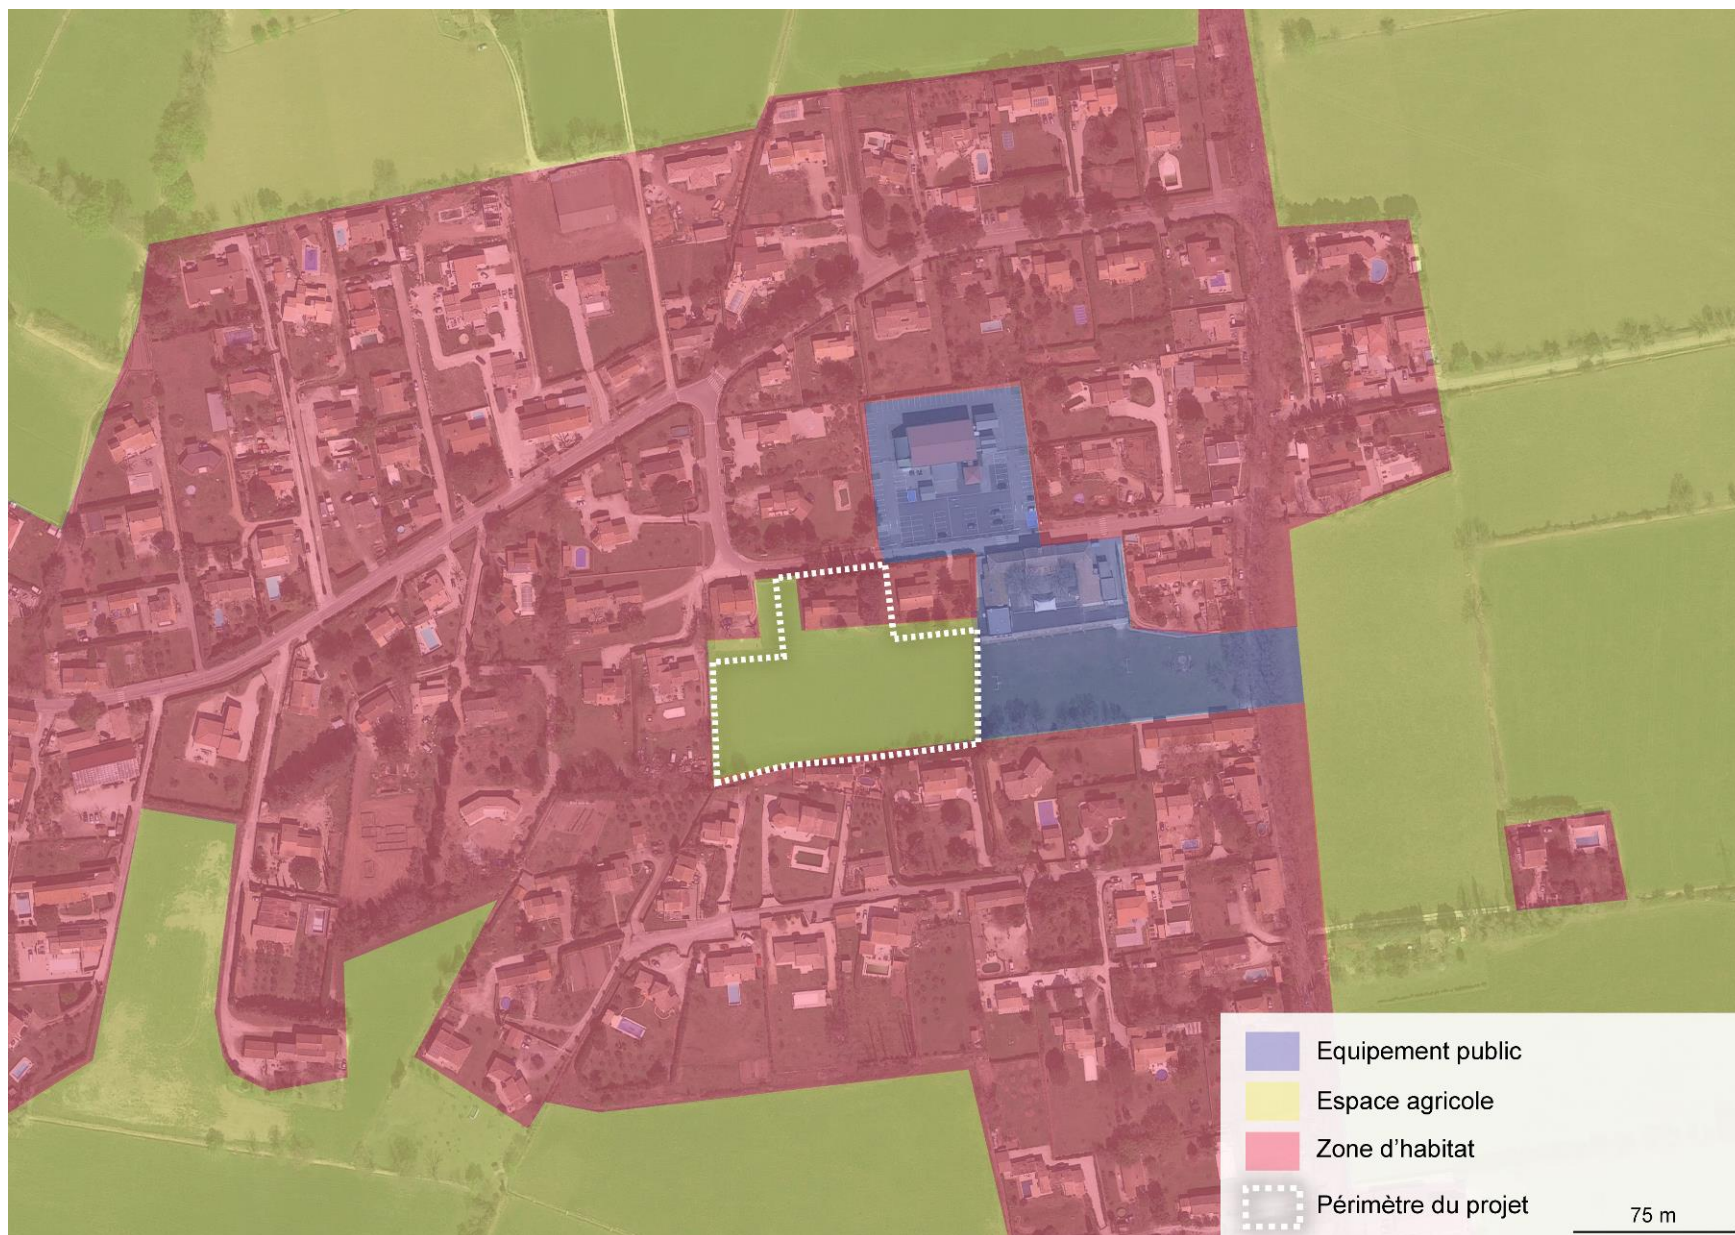 Equipement public
Espace agricole
Zone d'habitat
Périmètre du projet
75 m